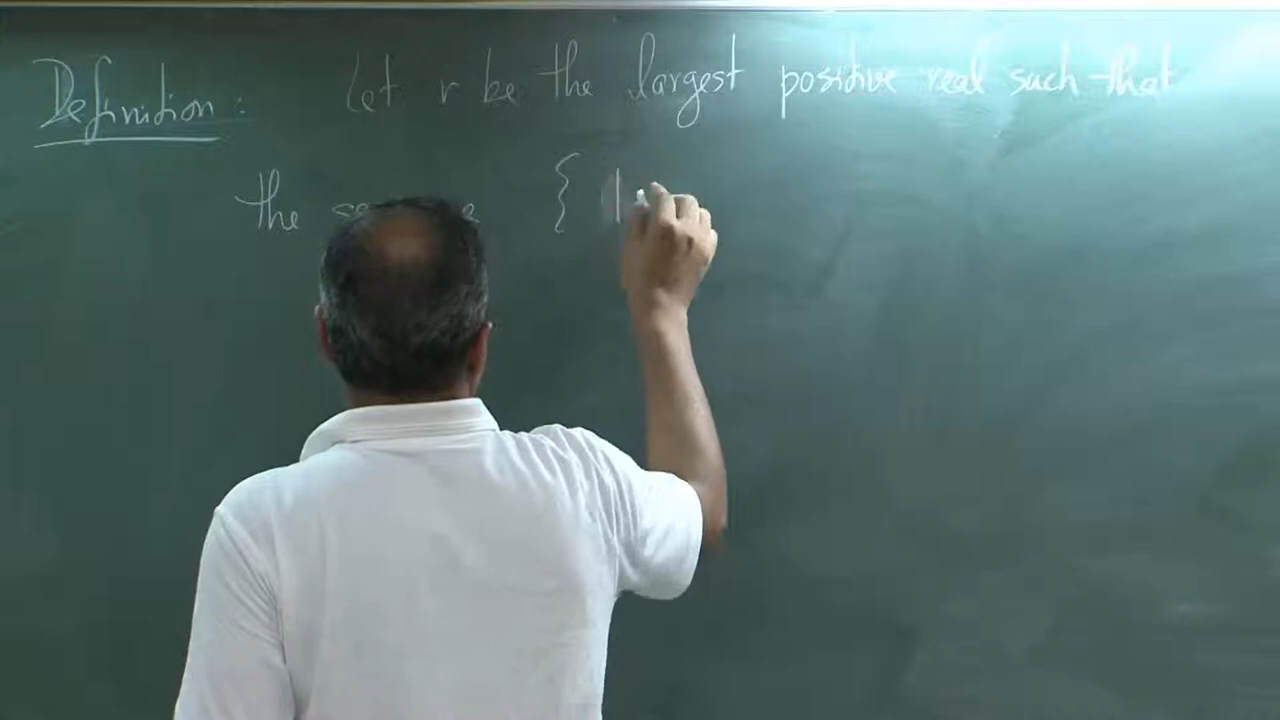 Definition: Let r be the largest positive real such that
the { |